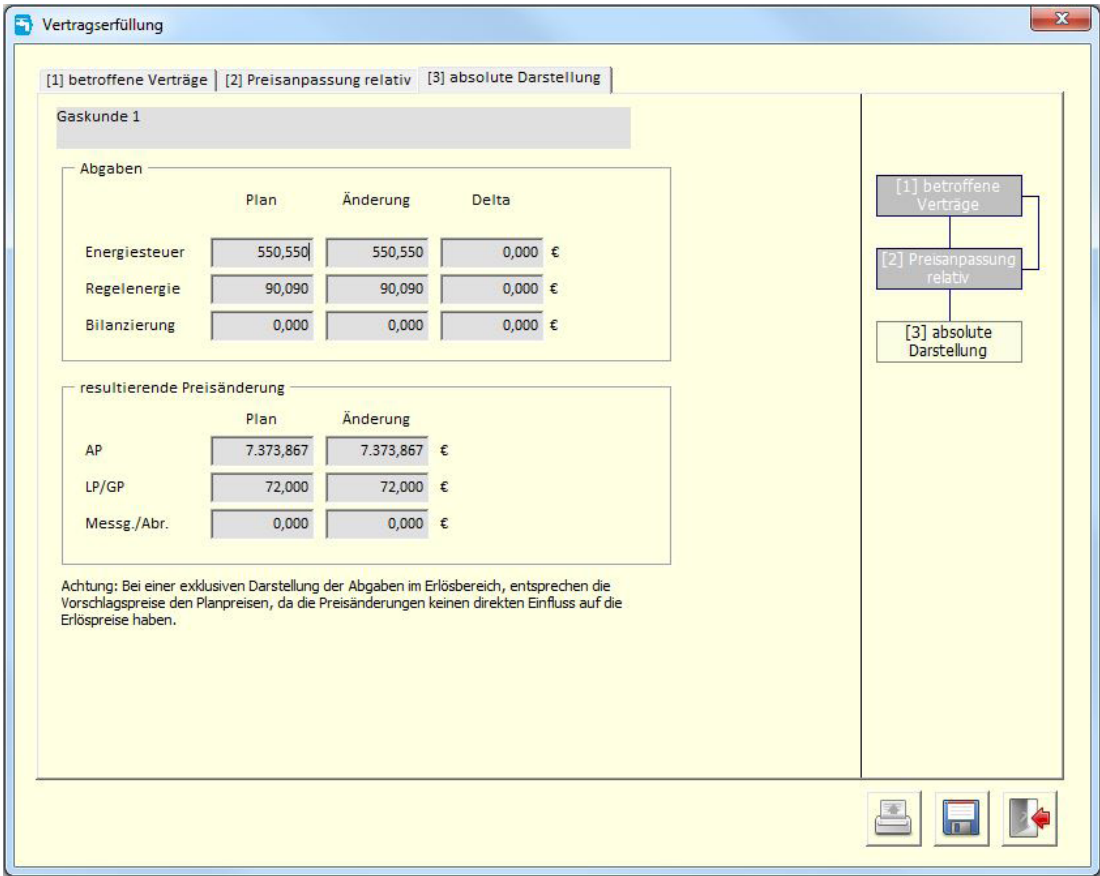 Vertragserfüllung
x
[1] betroffene Verträge [2] Preisanpassung relativ [3] absolute Darstellung
Gaskunde 1
Abgaben
Plan Änderung Delta
Energiesteuer 550,550 550,550 0,000 €
Regelenergie 90,090 90,090 0,000 €
Bilanzierung 0,000 0,000 0,000 €
resultierende Preisänderung
Plan Änderung
AP 7.373,867 7.373,867 €
LP/GP 72,000 72,000 €
Messg./Abr. 0,000 0,000 €
Achtung: Bei einer exklusiven Darstellung der Abgaben im Erlösbereich, entsprechen die
Vorschlagspreise den Planpreisen, da die Preisänderungen keinen direkten Einfluss auf die
Erlöspreise haben.
[1] betroffene
Verträge
[2] Preisanpassung
relativ
[3] absolute
Darstellung